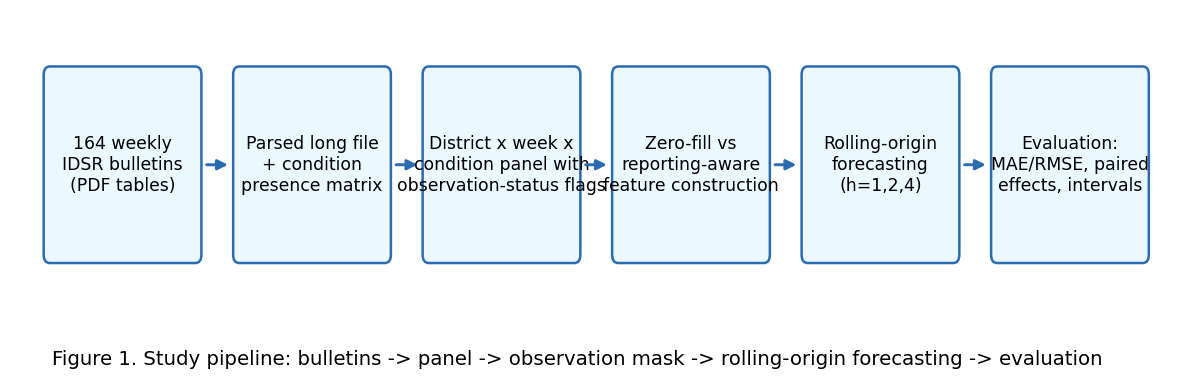 164 weekly
IDSR bulletins
(PDF tables)
Parsed long file
+ condition
presence matrix
District x week x
condition panel with
observation-status flags
Zero-fill vs
reporting-aware
feature construction
Rolling-origin
forecasting
(h=1,2,4)
Evaluation:
MAE/RMSE, paired
effects, intervals
Figure 1. Study pipeline: bulletins -> panel -> observation mask -> rolling-origin forecasting -> evaluation